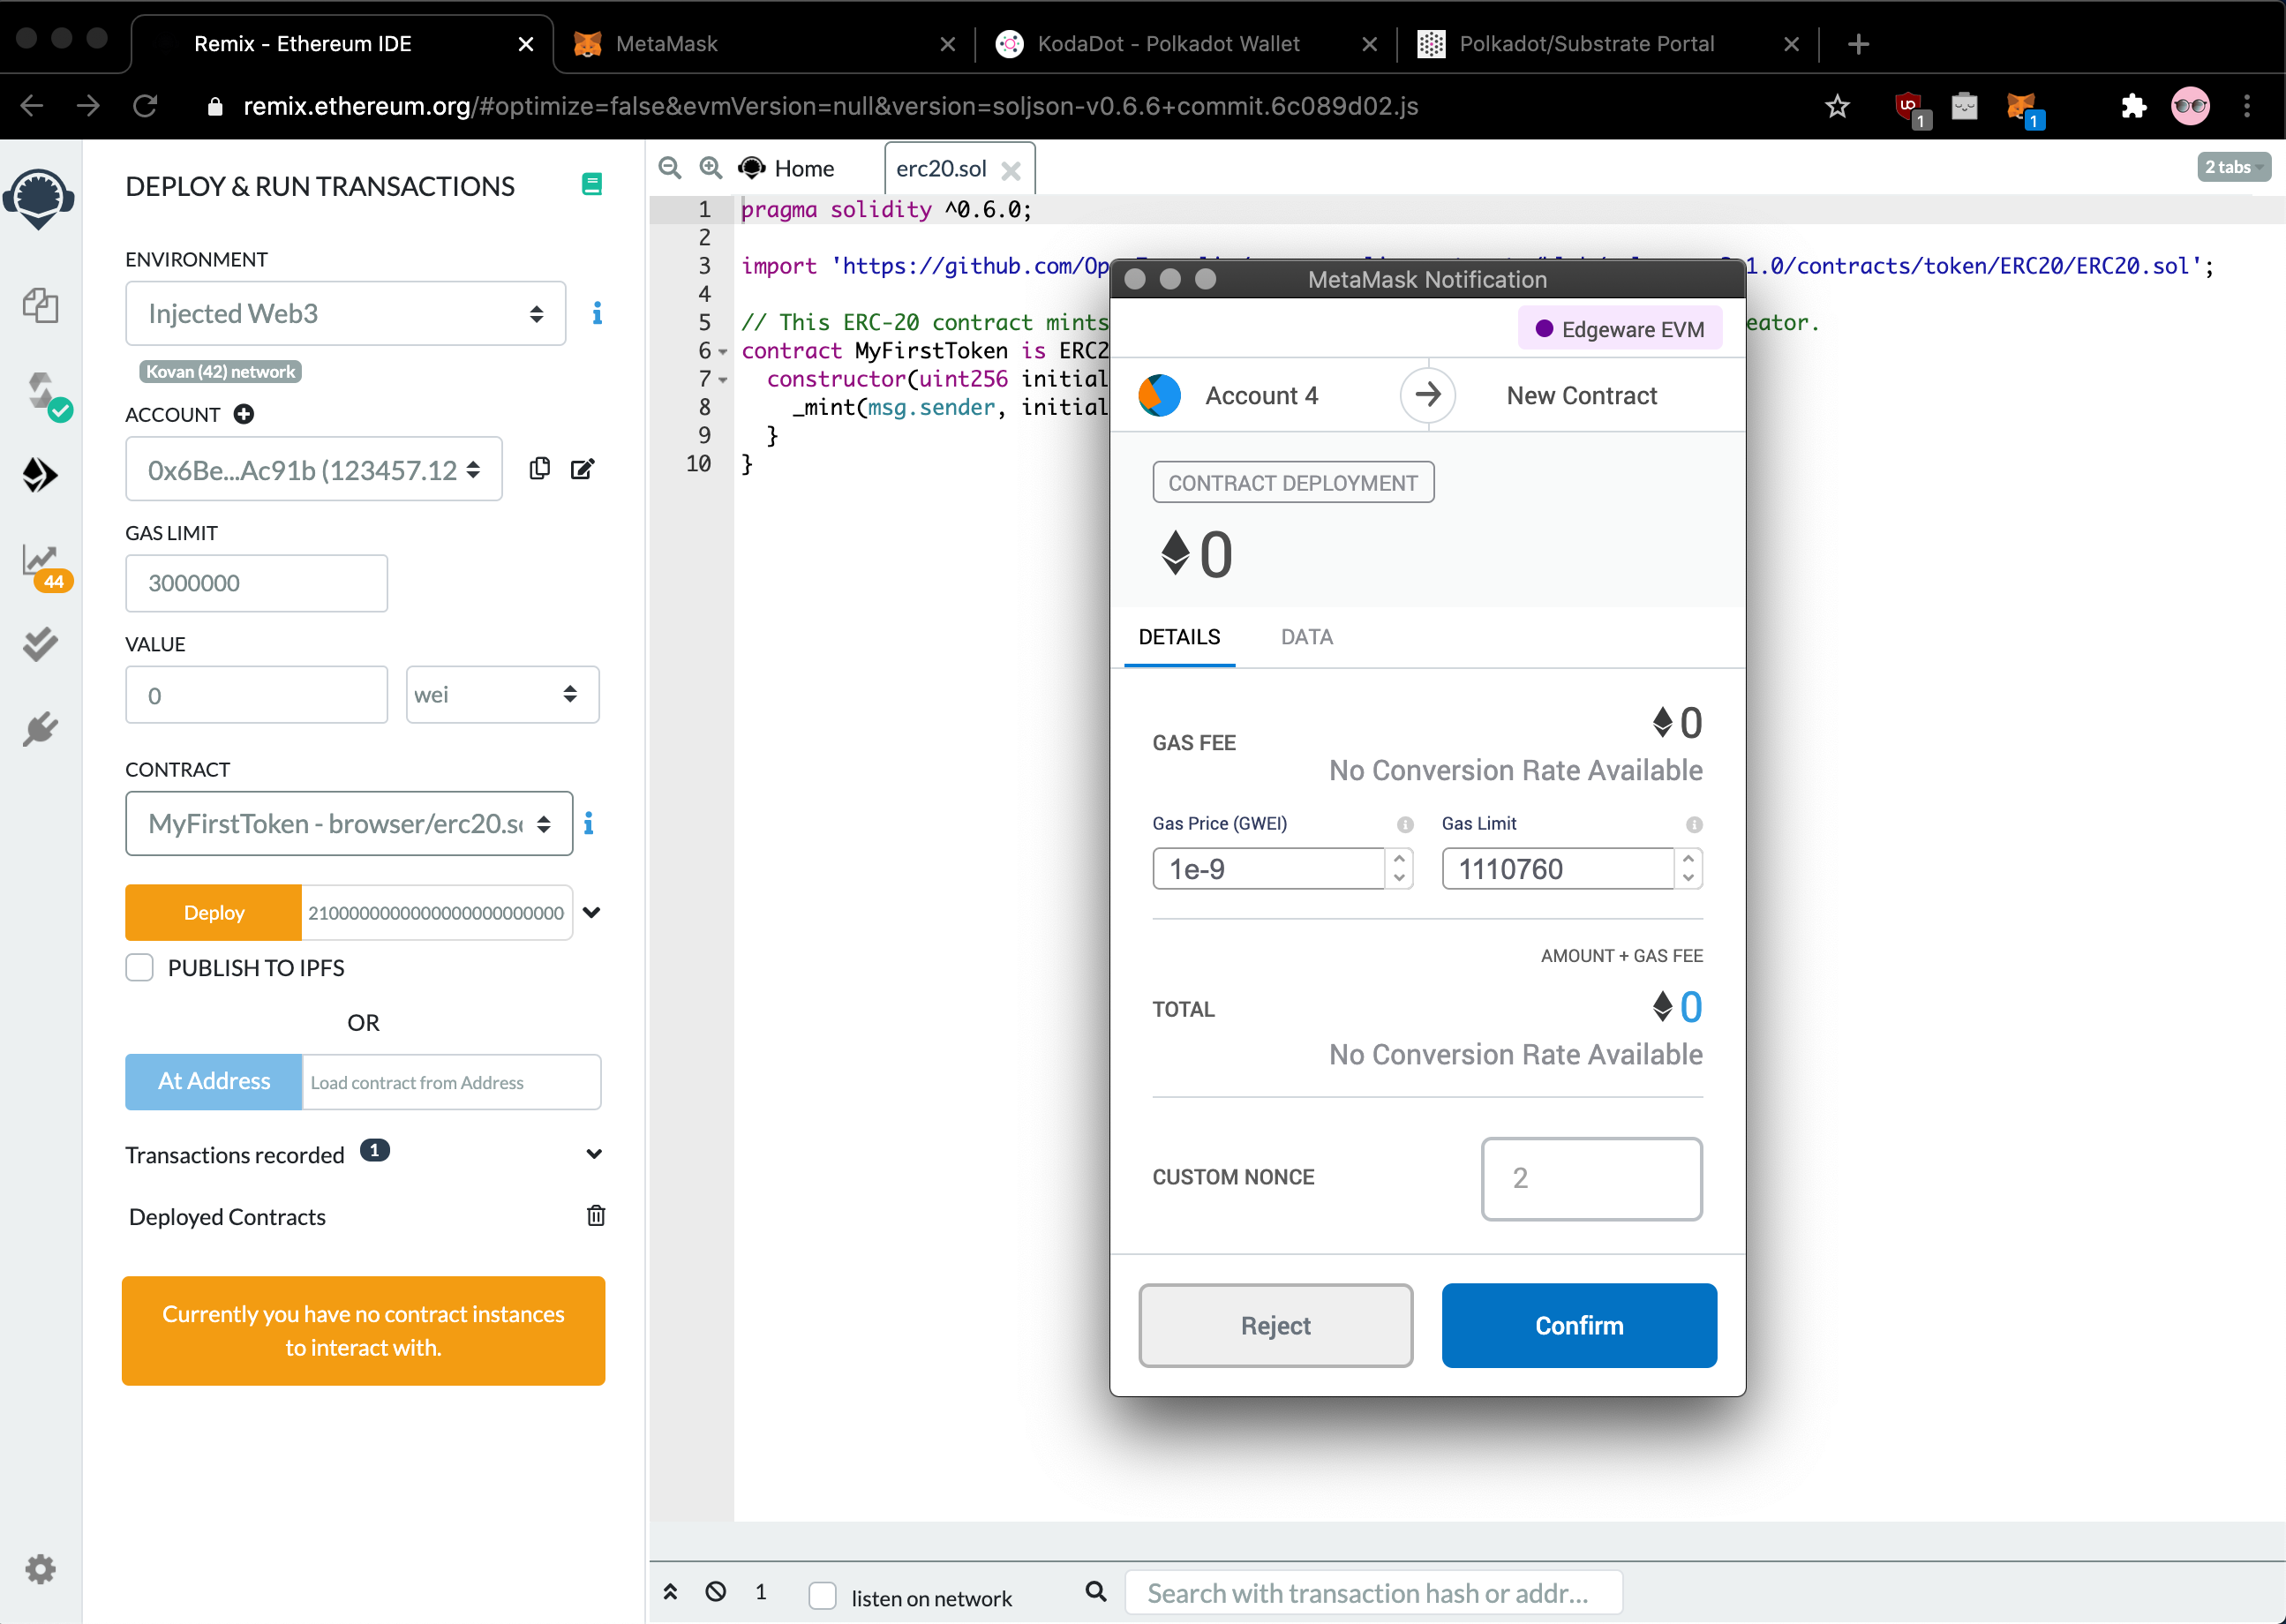 Remix - Ethereum IDE
MetaMask
KodaDot - Polkadot Wallet
Polkadot/Substrate Portal
remix.ethereum.org/#optimize=false&evmVersion=null&version=soljson-v0.6.6+commit.6c089d02.js
1
1
DEPLOY & RUN TRANSACTIONS
ENVIRONMENT
Injected Web3
Kovan (42) network
ACCOUNT
0x6Be...Ac91b (123457.12
GAS LIMIT
3000000
VALUE
0
wei
CONTRACT
MyFirstToken - browser/erc20.so
Deploy
PUBLISH TO IPFS
OR
At Address
Load contract from Address
Transactions recorded 1
Deployed Contracts
Currently you have no contract instances
to interact with.
44
Home
erc20.sol
2 tabs
1 pragma solidity ^0.6.0;
2
3 import 'https://github.com/Op 1.0/contracts/token/ERC20/ERC20.sol';
4
5 // This ERC-20 contract mints eator.
6 contract MyFirstToken is ERC2
7 constructor(uint256 initial
8 _mint(msg.sender, initial
9 }
10 }
MetaMask Notification
Edgeware EVM
Account 4
New Contract
CONTRACT DEPLOYMENT
0
DETAILS
DATA
GAS FEE
0
No Conversion Rate Available
Gas Price (GWEI)
Gas Limit
1e-9
1110760
AMOUNT + GAS FEE
TOTAL
0
No Conversion Rate Available
CUSTOM NONCE
2
Reject
Confirm
1
listen on network
Search with transaction hash or addr...